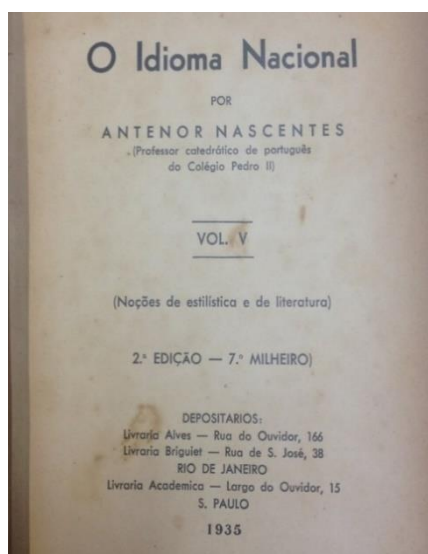 O Idioma Nacional
POR
ANTENOR NASCENTES
(Professor catedrático de português
do Colégio Pedro II)
VOL. V
(Noções de estilística e de literatura)
2.ª EDIÇÃO — 7.º MILHEIRO)
DEPOSITARIOS:
Livraria Alves — Rua do Ouvidor, 166
Livraria Briguiet — Rua de S. José, 38
RIO DE JANEIRO
Livraria Academica — Largo do Ouvidor, 15
S. PAULO
1935